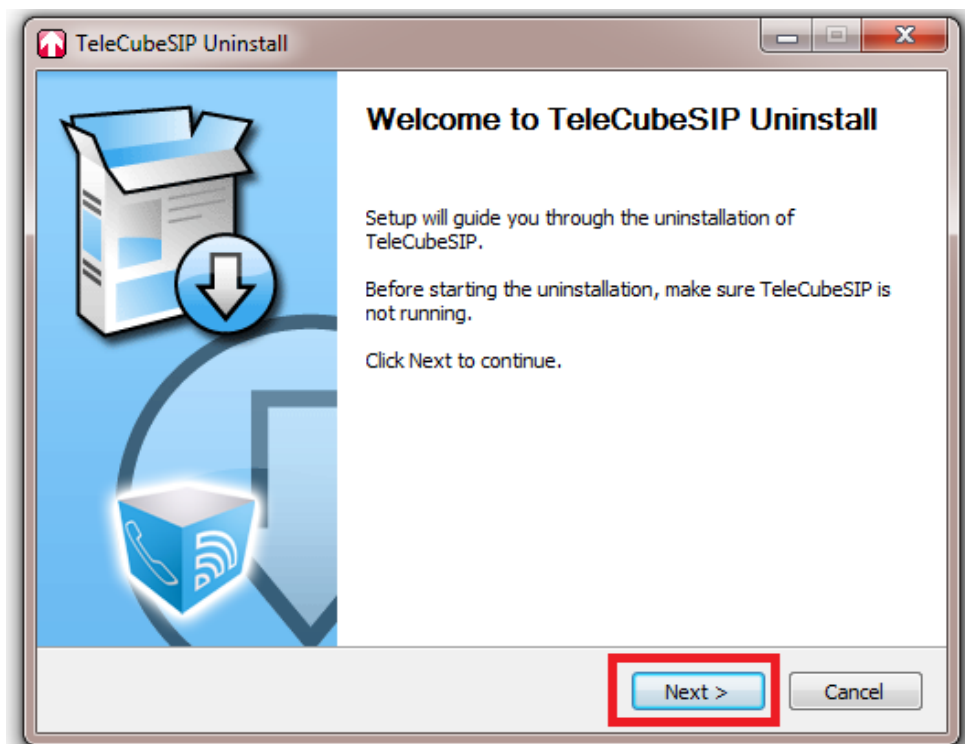 TeleCubeSIP Uninstall
Welcome to TeleCubeSIP Uninstall
Setup will guide you through the uninstallation of
TeleCubeSIP.
Before starting the uninstallation, make sure TeleCubeSIP is
not running.
Click Next to continue.
Next >
Cancel